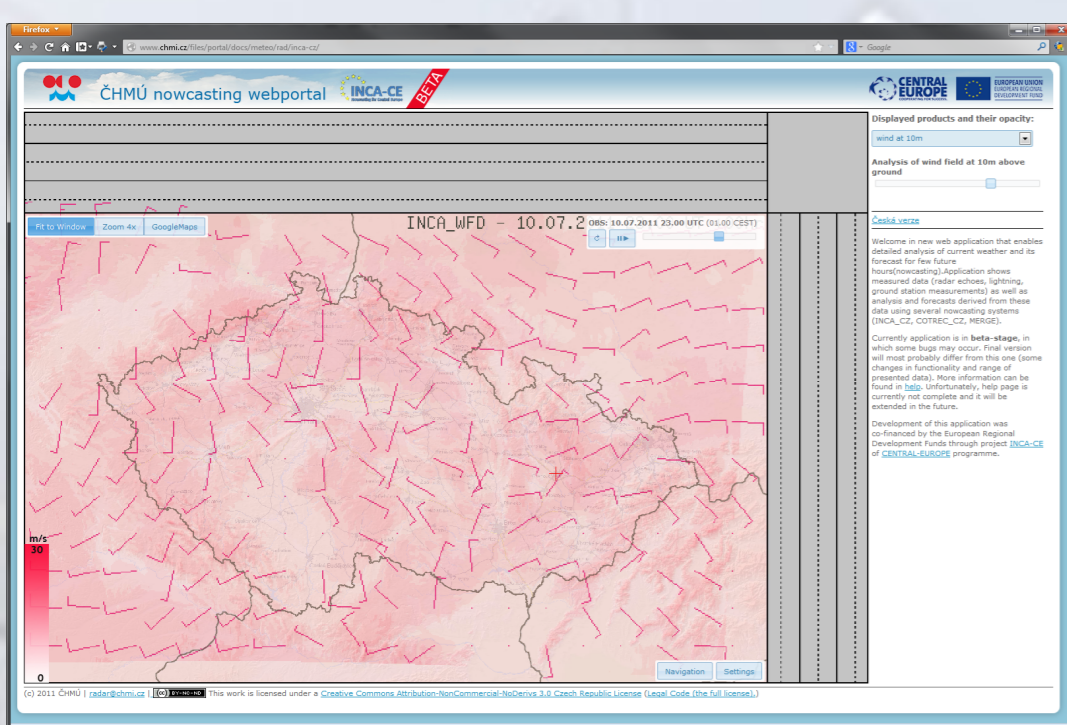 Firefox
www.chmi.cz/files/portal/docs/meteo/rad/inca-cz/
Google
ČHMÚ nowcasting webportal
INCA-CE
BETA
CENTRAL
EUROPE
COOPERATING FOR SUCCESS.
EUROPEAN UNION
EUROPEAN REGIONAL
DEVELOPMENT FUND
Displayed products and their opacity:
wind at 10m
Analysis of wind field at 10m above
ground
Česká verze
Welcome in new web application that enables
detailed analysis of current weather and its
forecast for few future
hours(nowcasting).Application shows
measured data (radar echoes, lightning,
ground station measurements) as well as
analysis and forecasts derived from these
data using several nowcasting systems
(INCA_CZ, COTREC_CZ, MERGE).
Currently application is in beta-stage, in
which some bugs may occur. Final version
will most probably differ from this one (some
changes in functionality and range of
presented data). More information can be
found in help. Unfortunately, help page is
currently not complete and it will be
extended in the future.
Development of this application was
co-financed by the European Regional
Development Funds through project INCA-CE
of CENTRAL-EUROPE programme.
Fit to Window Zoom 4x GoogleMaps
INCA_WFD - 10.07.2
OBS: 10.07.2011 23.00 UTC (01.00 CEST)
m/s
30
0
Navigation Settings
(c) 2011 ČHMÚ | radar@chmi.cz | (cc) BY-NC-ND This work is licensed under a Creative Commons Attribution-NonCommercial-NoDerivs 3.0 Czech Republic License (Legal Code (the full license).)